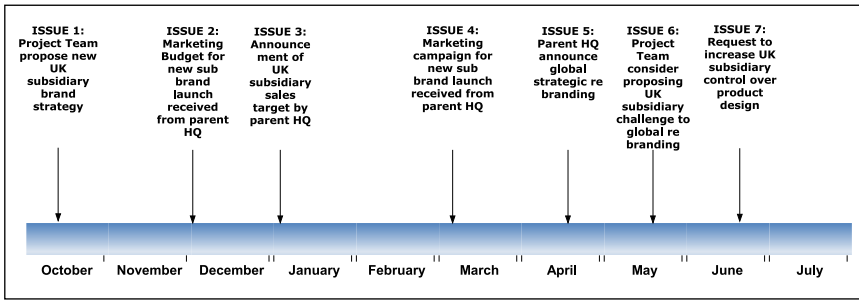 ISSUE 1:
Project Team
propose new
UK
subsidiary
brand
strategy
ISSUE 2:
Marketing
Budget for
new sub
brand
launch
received
from parent
HQ
ISSUE 3:
Announce
ment of
UK
subsidiary
sales
target by
parent HQ
ISSUE 4:
Marketing
campaign for
new sub
brand launch
received from
parent HQ
ISSUE 5:
Parent HQ
announce
global
strategic re
branding
ISSUE 6:
Project
Team
consider
proposing
UK
subsidiary
challenge to
global re
branding
ISSUE 7:
Request to
increase UK
subsidiary
control over
product
design
October
November
December
January
February
March
April
May
June
July